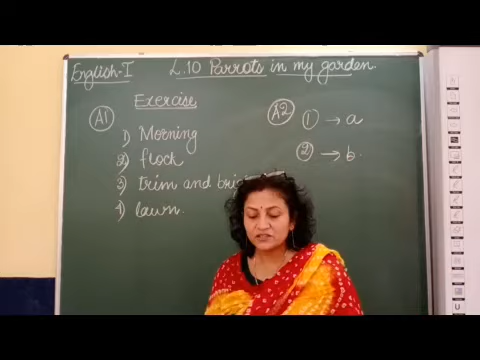 English-I
L.10 Parrots in my garden.
Exercise
A1
1) Morning
2) flock
3) trim and
4) lawn.
A2
1 → a
2 → b.